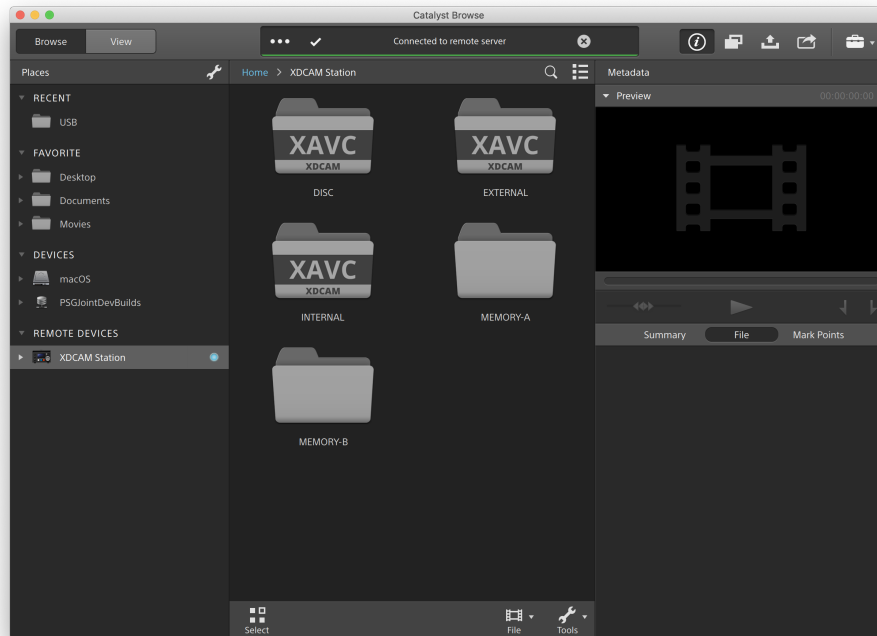 Catalyst Browse
Browse
View
Connected to remote server
Places
Home > XDCAM Station
Metadata
RECENT
USB
FAVORITE
Desktop
Documents
Movies
DEVICES
macOS
PSGJointDevBuilds
REMOTE DEVICES
XDCAM Station
XAVC
XDCAM
DISC
XAVC
XDCAM
EXTERNAL
XAVC
XDCAM
INTERNAL
MEMORY-A
MEMORY-B
Select
File
Tools
Preview
00:00:00:00
Summary
File
Mark Points